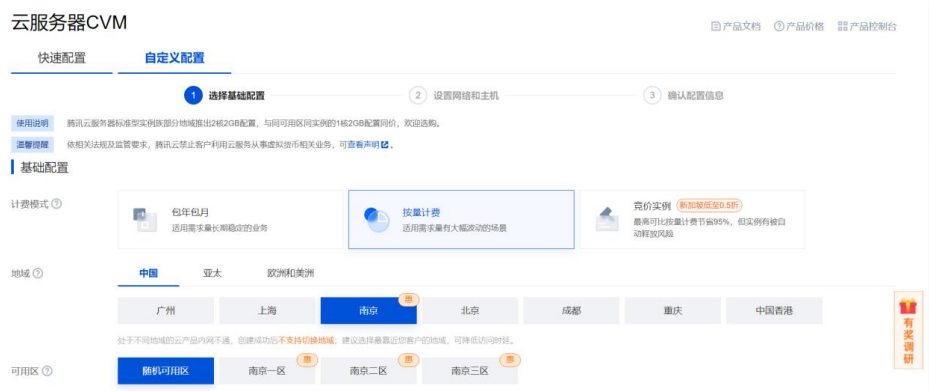 云服务器CVM
产品文档 产品价格 产品控制台
快速配置 自定义配置
1 选择基础配置 2 设置网络和主机 3 确认配置信息
使用说明 腾讯云服务器标准型实例族部分地域推出2核2GB配置，与同可用区同实例的1核2GB配置同价，欢迎选购。
温馨提醒 依相关法规及监管要求，腾讯云禁止客户利用云服务从事虚拟货币相关业务，可查看声明。
基础配置
计费模式 ?
包年包月
适用需求量长期稳定的业务
按量计费
适用需求量有大幅波动的场景
竞价实例 新加坡低至0.5折
最高可比按量计费节省95%，但实例有被自
动释放风险
地域 ? 中国 亚太 欧洲和美洲
广州 上海 南京 惠 北京 成都 重庆 中国香港
处于不同地域的云产品内网不通，创建成功后不支持切换地域；建议选择最靠近您客户的地域，可降低访问时延。
可用区 ? 随机可用区 南京一区 惠 南京二区 惠 南京三区 惠
有奖调研